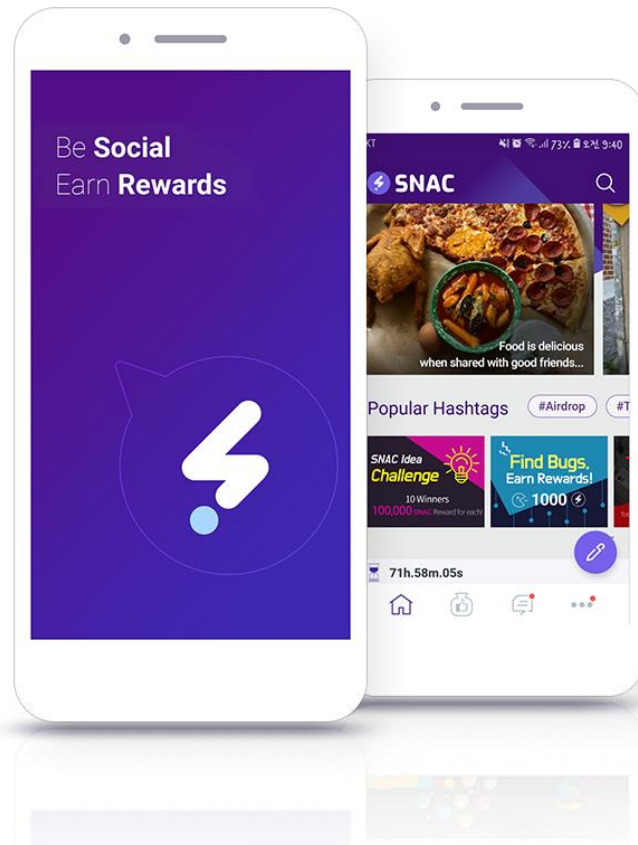 Be Social
Earn Rewards
73% 오전 9:40
SNAC
Food is delicious
when shared with good friends...
Popular Hashtags
#Airdrop
#T
SNAC Idea
Challenge
10 Winners
100,000 SNAC Reward for each!
Find Bugs,
Earn Rewards!
1000
71h.58m.05s